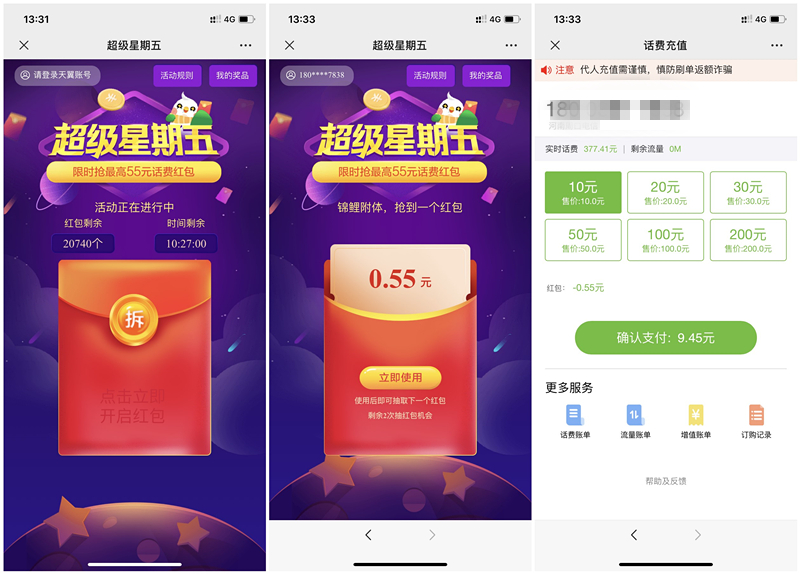 13:31
4G
超级星期五
请登录天翼账号
活动规则
我的奖品
超级星期五
限时抢最高55元话费红包
活动正在进行中
红包剩余
时间剩余
20740个
10:27:00
拆
点击立即
开启红包
13:33
4G
超级星期五
180****7838
活动规则
我的奖品
超级星期五
限时抢最高55元话费红包
锦鲤附体，抢到一个红包
0.55 元
立即使用
使用后即可抽取下一个红包
剩余2次抽红包机会
13:33
4G
话费充值
注意 代人充值需谨慎，慎防刷单返额诈骗
实时话费 377.41元 | 剩余流量 0M
10元
售价:10.0元
20元
售价:20.0元
30元
售价:30.0元
50元
售价:50.0元
100元
售价:100.0元
200元
售价:200.0元
红包: -0.55元
确认支付: 9.45元
更多服务
话费账单
流量账单
增值账单
订购记录
帮助及反馈